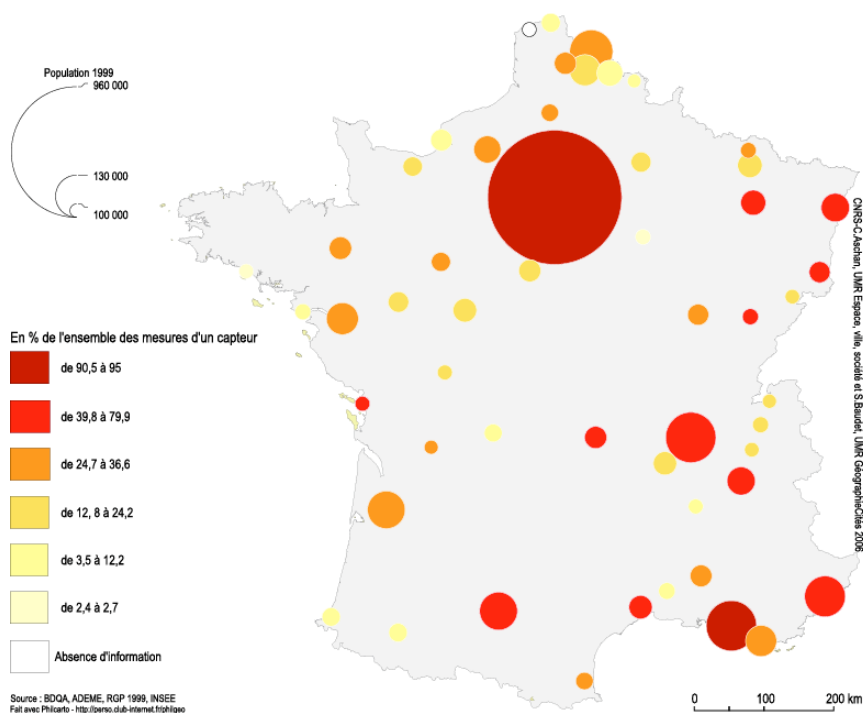 Population 1999
960 000
130 000
100 000
En % de l'ensemble des mesures d'un capteur
de 90,5 à 95
de 39,8 à 79,9
de 24,7 à 36,6
de 12, 8 à 24,2
de 3,5 à 12,2
de 2,4 à 2,7
Absence d'information
Source : BDQA, ADEME, RGP 1999, INSEE
Fait avec Philcarto - http://perso.club-internet.fr/philgeo
0 100 200 km
CNRS-C.Aschan, UMR Espace, ville, société et S.Baudet, UMR GéographieCités 2006